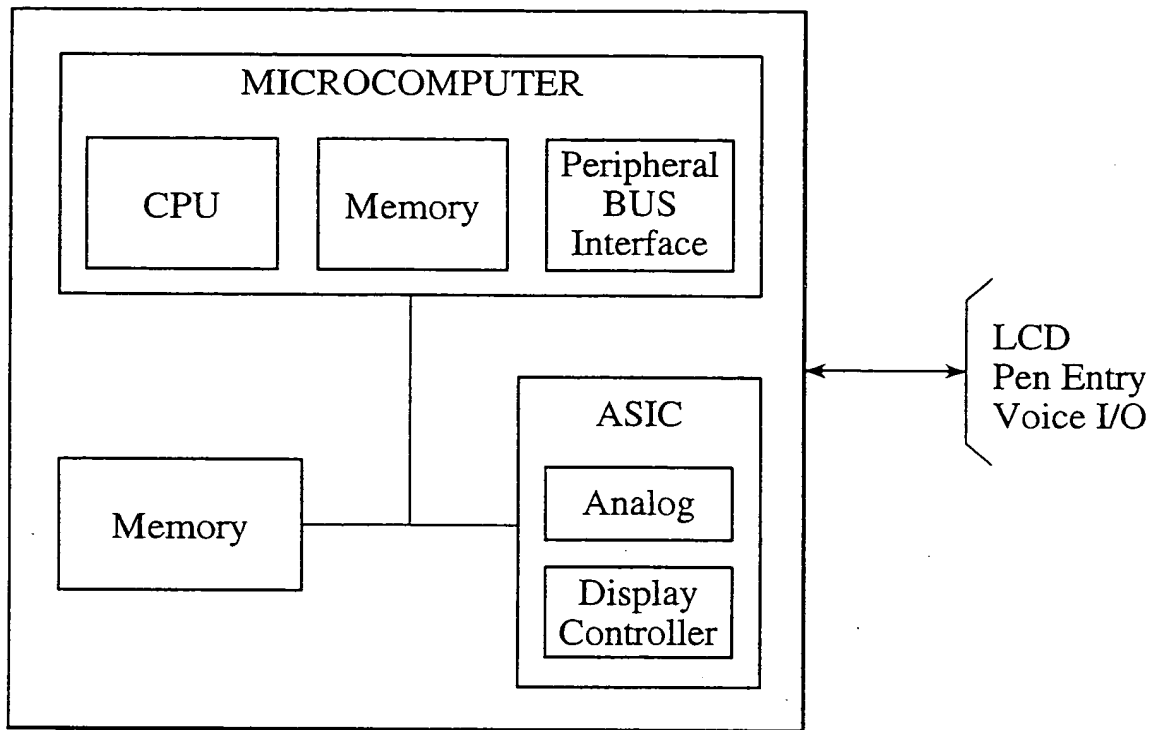 MICROCOMPUTER
CPU
Memory
Peripheral
BUS
Interface
LCD
Pen Entry
Voice I/O
ASIC
Analog
Memory
Display
Controller